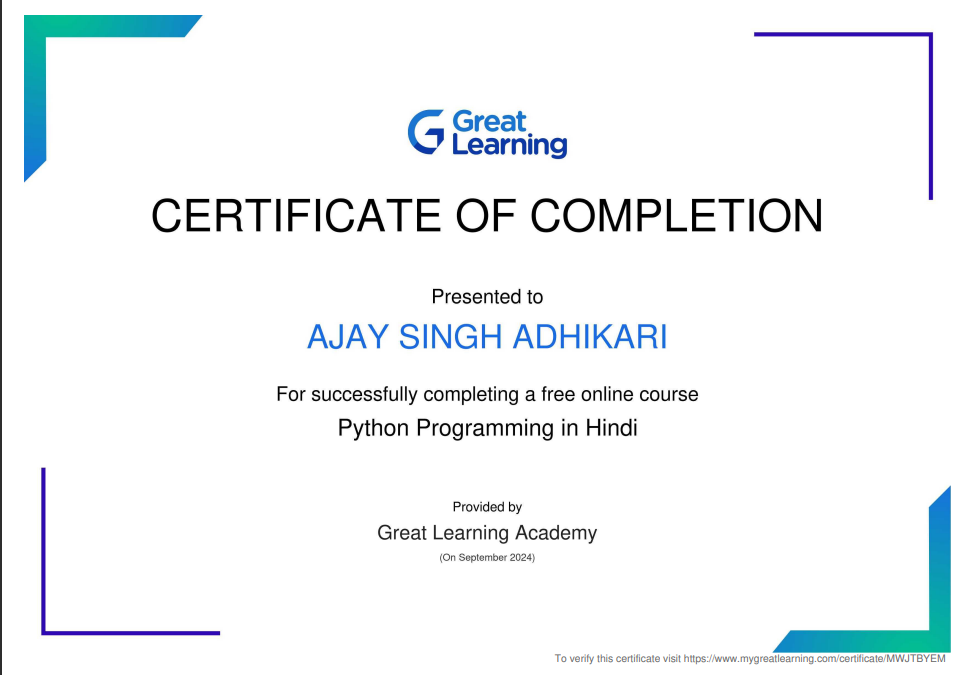 Great
Learning
CERTIFICATE OF COMPLETION
Presented to
AJAY SINGH ADHIKARI
For successfully completing a free online course
Python Programming in Hindi
Provided by
Great Learning Academy
(On September 2024)
To verify this certificate visit https://www.mygreatlearning.com/certificate/MWJTBYEM